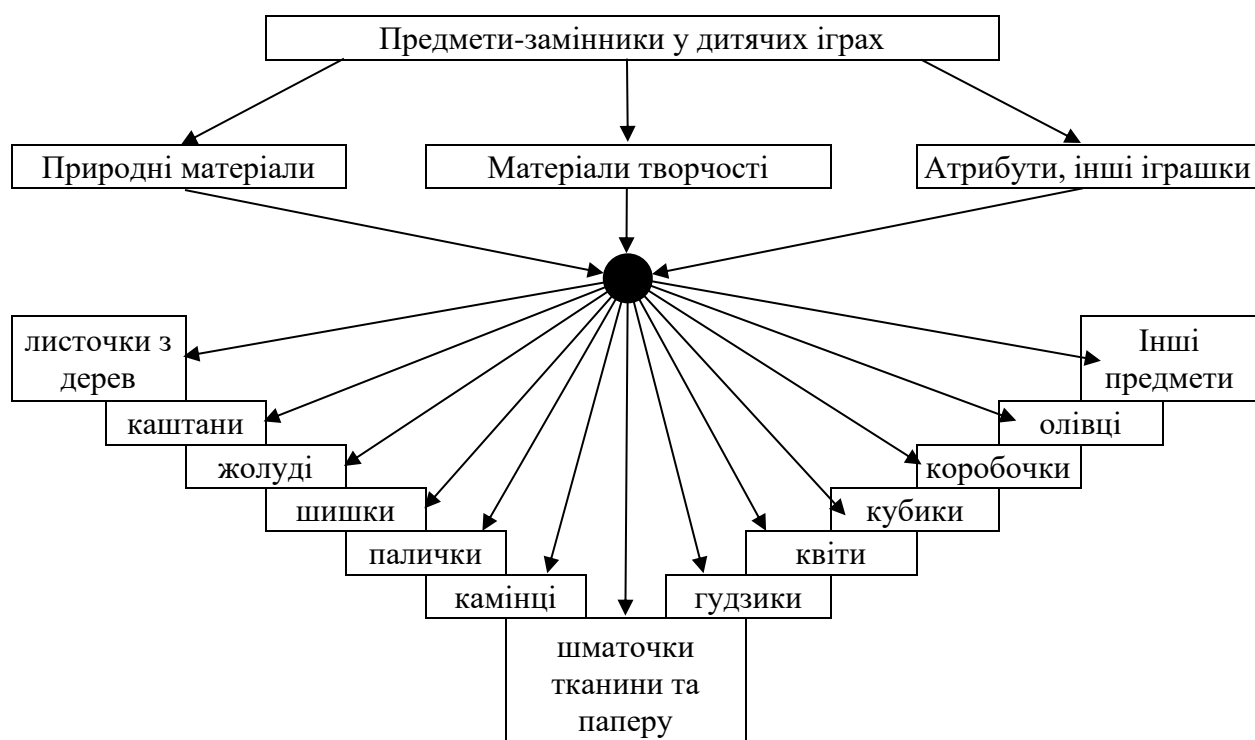 Предмети-замінники у дитячих іграх
Природні матеріали
Матеріали творчості
Атрибути, інші іграшки
листочки з
дерев
Інші
предмети
каштани
олівці
жолуді
коробочки
шишки
кубики
палички
квіти
камінці
гудзики
шматочки
тканини та
паперу